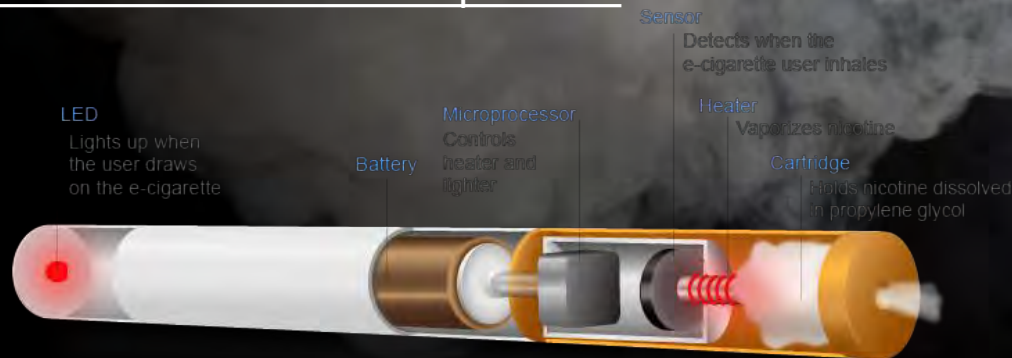 LED
Lights up when
the user draws
on the e-cigarette
Battery
Microprocessor
Controls
heater and
lighter
Sensor
Detects when the
e-cigarette user inhales
Heater
Vaporizes nicotine
Cartridge
Holds nicotine dissolved
in propylene glycol